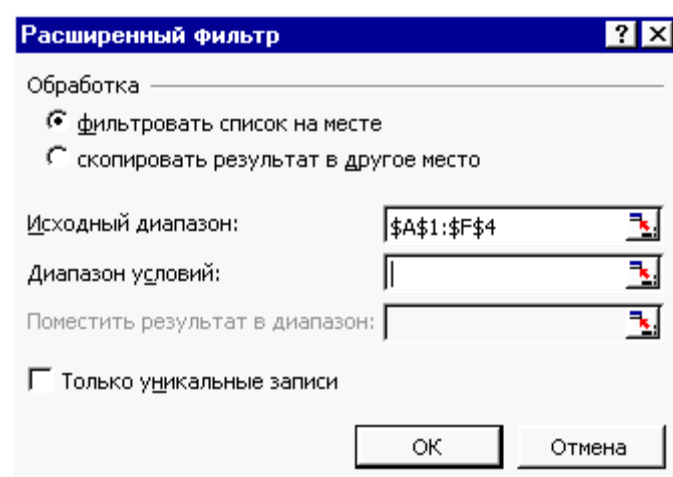 Расширенный фильтр ? X
Обработка
фильтровать список на месте
скопировать результат в другое место
Исходный диапазон: $A$1:$F$4
Диапазон условий:
Поместить результат в диапазон:
Только уникальные записи
ОК Отмена